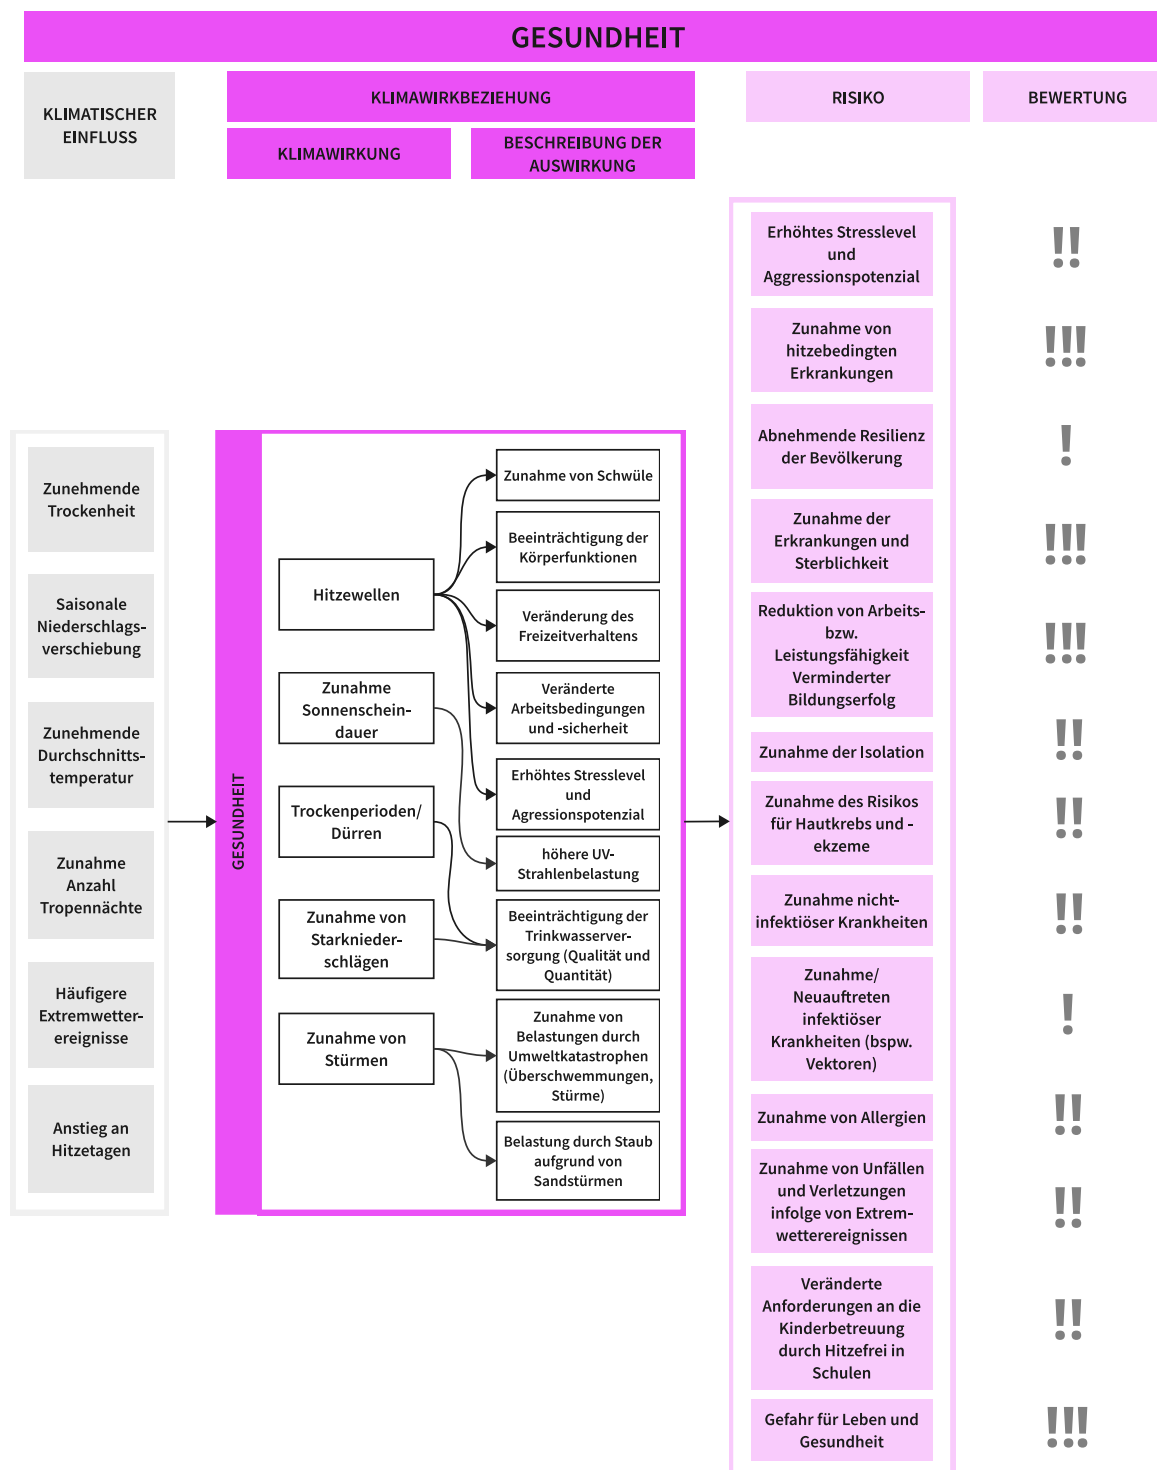 GESUNDHEIT
KLIMATISCHER
EINFLUSS
KLIMAWIRKBEZIEHUNG
KLIMAWIRKUNG
BESCHREIBUNG DER
AUSWIRKUNG
RISIKO
BEWERTUNG
Zunehmende
Trockenheit
Saisonale
Niederschlags-
verschiebung
Zunehmende
Durchschnitts-
temperatur
Zunahme
Anzahl
Tropennächte
Häufigere
Extremwetter-
ereignisse
Anstieg an
Hitzetagen
GESUNDHEIT
Hitzewellen
Zunahme
Sonnenschein-
dauer
Trockenperioden/
Dürren
Zunahme von
Starknieder-
schlägen
Zunahme von
Stürmen
Zunahme von Schwüle
Beeinträchtigung der
Körperfunktionen
Veränderung des
Freizeitverhaltens
Veränderte
Arbeitsbedingungen
und -sicherheit
Erhöhtes Stresslevel
und
Agressionspotenzial
höhere UV-
Strahlenbelastung
Beeinträchtigung der
Trinkwasserver-
sorgung (Qualität und
Quantität)
Zunahme von
Belastungen durch
Umweltkatastrophen
(Überschwemmungen,
Stürme)
Belastung durch Staub
aufgrund von
Sandstürmen
Erhöhtes Stresslevel
und
Aggressionspotenzial
!!
Zunahme von
hitzebedingten
Erkrankungen
!!!
Abnehmende Resilienz
der Bevölkerung
!
Zunahme der
Erkrankungen und
Sterblichkeit
!!!
Reduktion von Arbeits-
bzw.
Leistungsfähigkeit
Verminderter
Bildungserfolg
!!!
Zunahme der Isolation
!!
Zunahme des Risikos
für Hautkrebs und -
ekzeme
!!
Zunahme nicht-
infektiöser Krankheiten
!!
Zunahme/
Neuauftreten
infektiöser
Krankheiten (bspw.
Vektoren)
!
Zunahme von Allergien
!!
Zunahme von Unfällen
und Verletzungen
infolge von Extrem-
wetterereignissen
!!
Veränderte
Anforderungen an die
Kinderbetreuung
durch Hitzefrei in
Schulen
!!
Gefahr für Leben und
Gesundheit
!!!